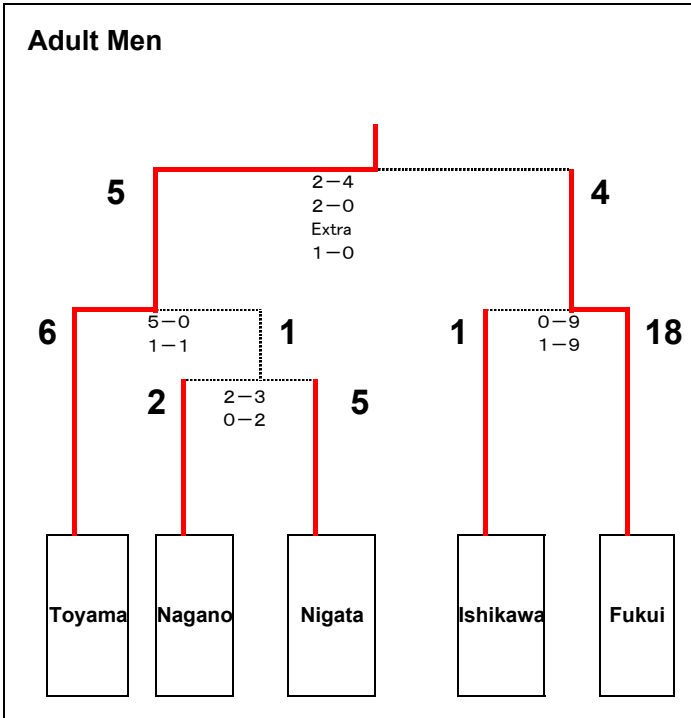 Adult Men
5
2－4
2－0
Extra
1－0
4
6
5－0
1－1
1
1
0－9
1－9
18
2
2－3
0－2
5
Toyama
Nagano
Nigata
Ishikawa
Fukui